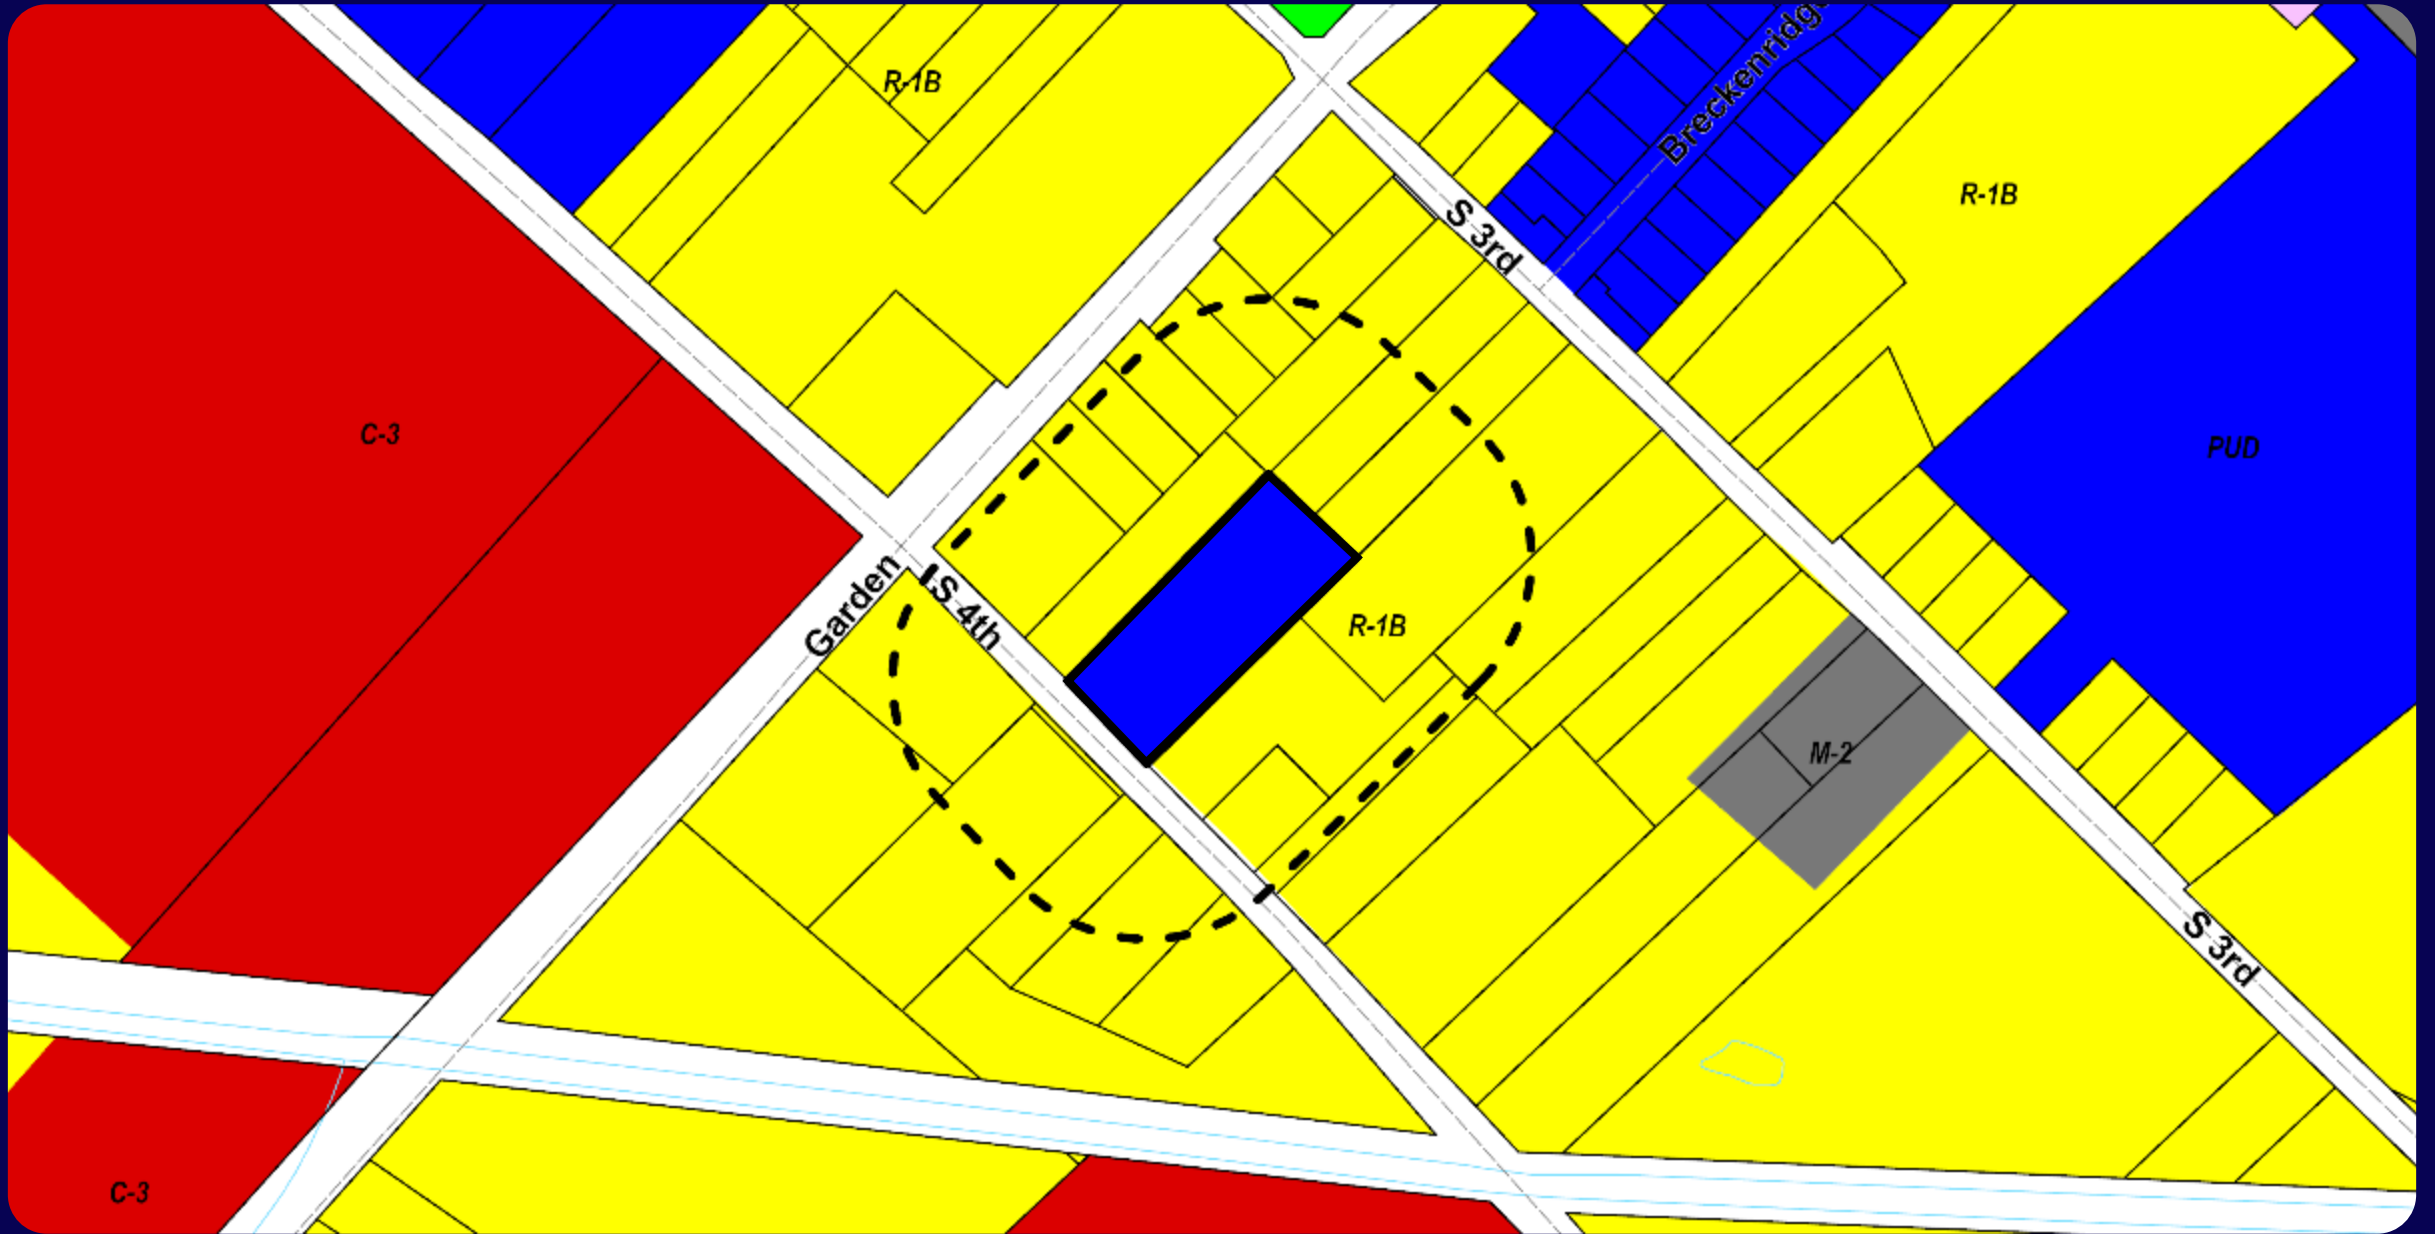 R-1B
Breckenridge
R-1B
S 3rd
C-3
PUD
Garden
S 4th
R-1B
M-2
S 3rd
C-3